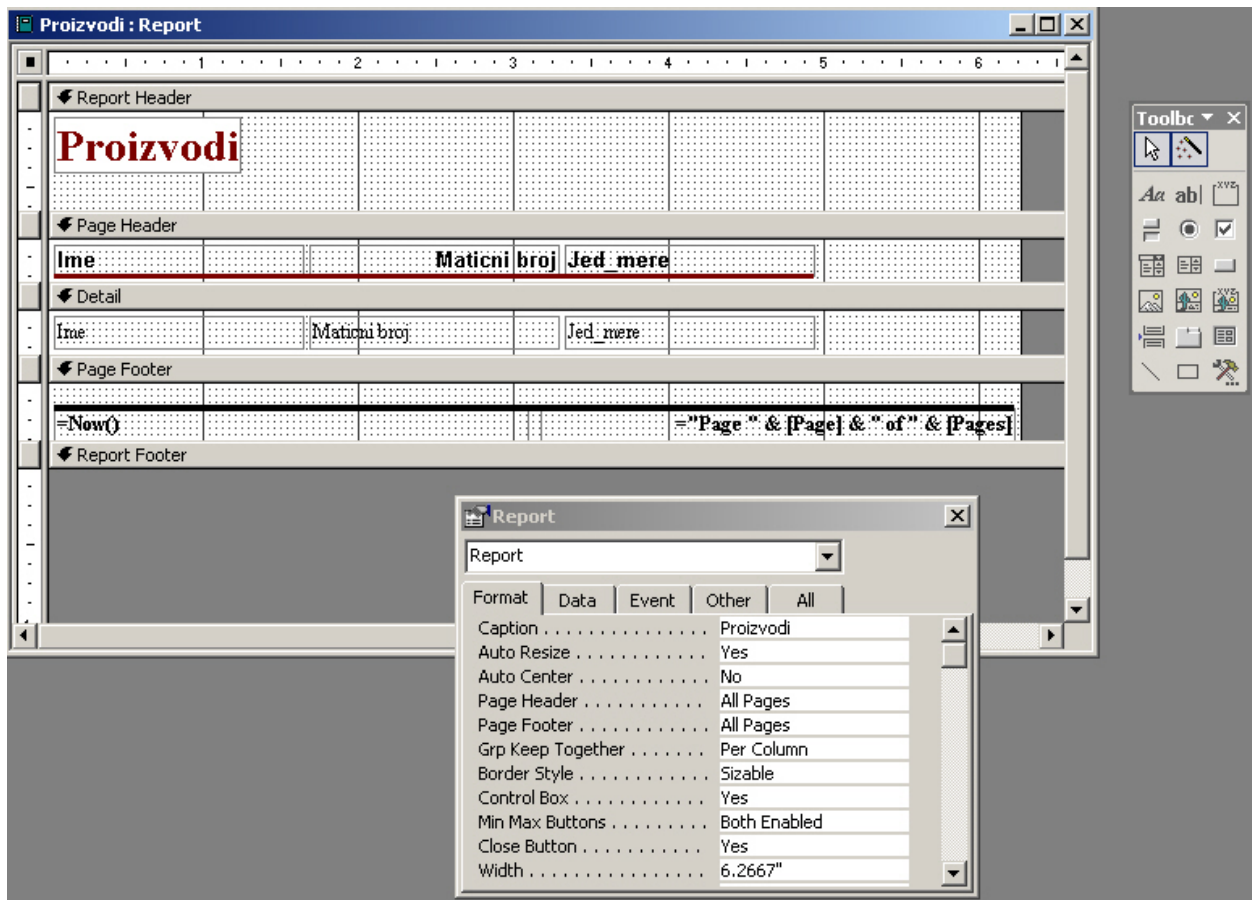 Proizvodi : Report
1 2 3 4 5 6
Report Header
Proizvodi
Page Header
Ime Maticni broj Jed_mere
Detail
Ime Maticni broj Jed_mere
Page Footer
=Now() ="Page " & [Page] & " of " & [Pages]
Report Footer
Toolbc
Aa ab| XYZ
XYZ
Report
Report
Format Data Event Other All
Caption . . . . . . . . . . . . . . . Proizvodi
Auto Resize . . . . . . . . . . . . Yes
Auto Center . . . . . . . . . . . . No
Page Header . . . . . . . . . . . All Pages
Page Footer . . . . . . . . . . . . All Pages
Grp Keep Together . . . . . . . Per Column
Border Style . . . . . . . . . . . . Sizable
Control Box . . . . . . . . . . . . Yes
Min Max Buttons . . . . . . . . . Both Enabled
Close Button . . . . . . . . . . . Yes
Width . . . . . . . . . . . . . . . . 6.2667"